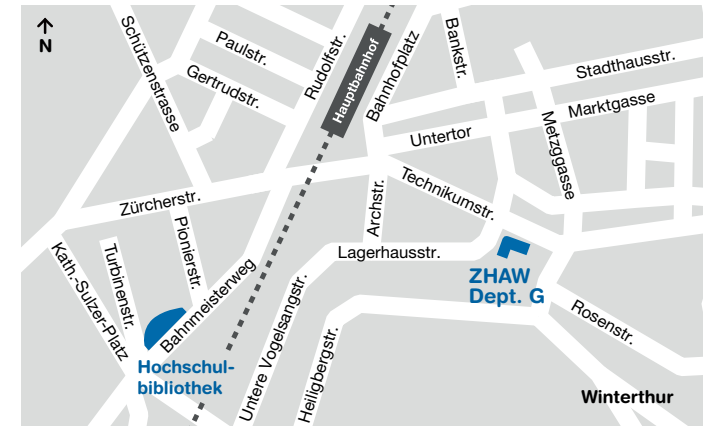 N
Schützenstrasse
Paulstr.
Gertrudstr.
Rudolfstr.
Hauptbahnhof
Bahnhofplatz
Bankstr.
Stadthausstr.
Marktgasse
Metzggasse
Untertor
Technikumstr.
Archstr.
Zürcherstr.
Pionierstr.
Turbinenstr.
Kath.-Sulzer-Platz
Bahnmeisterweg
Lagerhausstr.
Untere Vogelsangstr.
Heiligbergstr.
ZHAW
Dept. G
Rosenstr.
Hochschul-
bibliothek
Winterthur